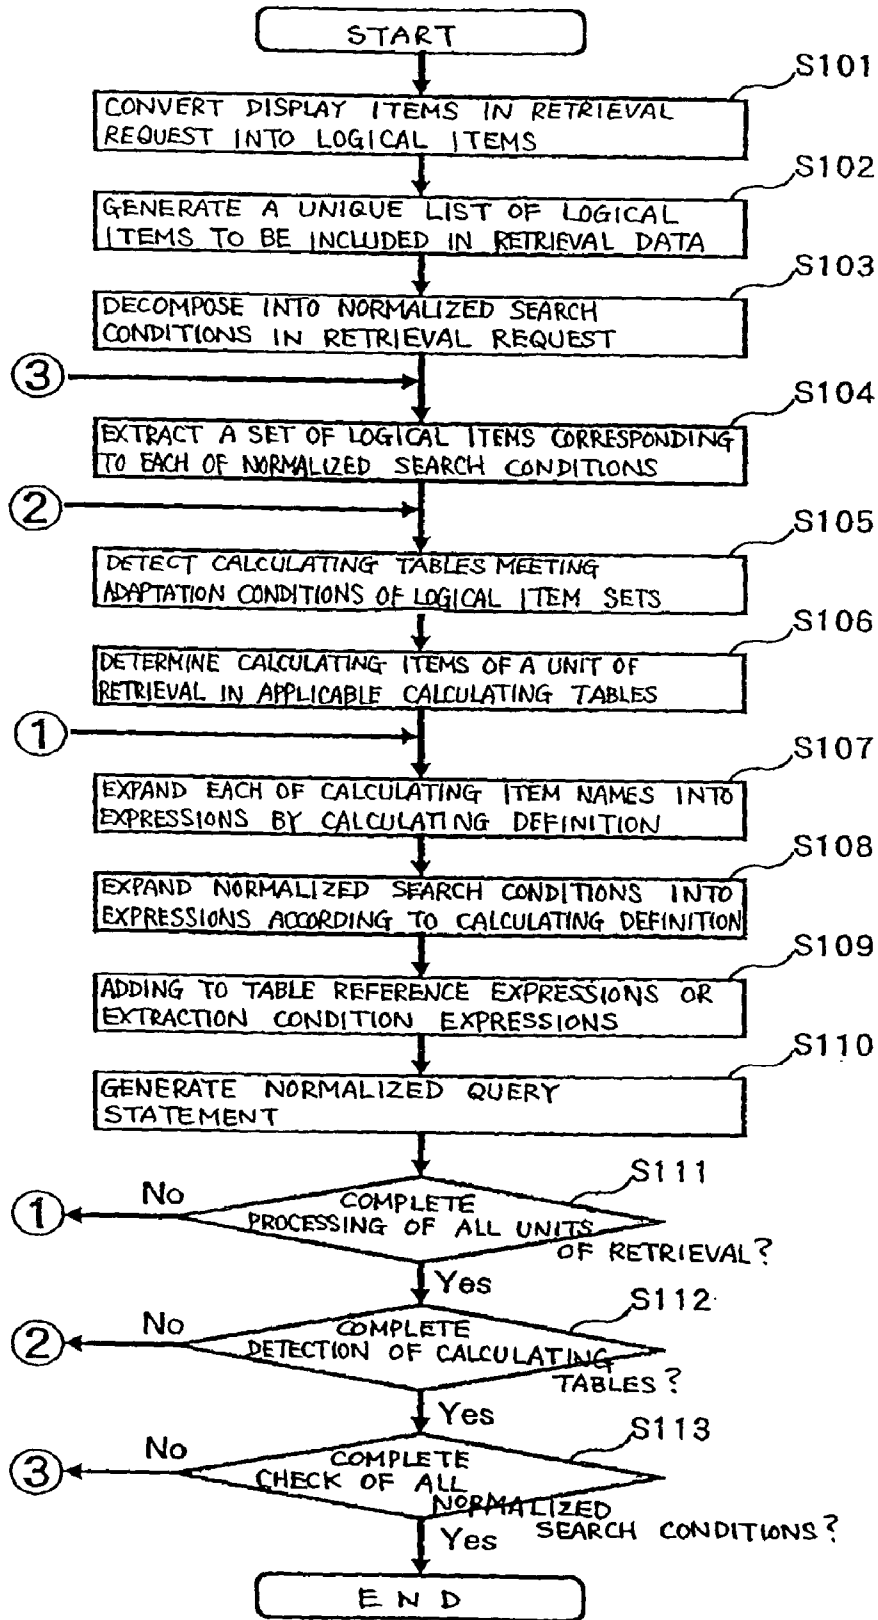 START
S101
CONVERT DISPLAY ITEMS IN RETRIEVAL
REQUEST INTO LOGICAL ITEMS
S102
GENERATE A UNIQUE LIST OF LOGICAL
ITEMS TO BE INCLUDED IN RETRIEVAL DATA
S103
DECOMPOSE INTO NORMALIZED SEARCH
CONDITIONS IN RETRIEVAL REQUEST
③
S104
EXTRACT A SET OF LOGICAL ITEMS CORRESPONDING
TO EACH OF NORMALIZED SEARCH CONDITIONS
②
S105
DETECT CALCULATING TABLES MEETING
ADAPTATION CONDITIONS OF LOGICAL ITEM SETS
S106
DETERMINE CALCULATING ITEMS OF A UNIT OF
RETRIEVAL IN APPLICABLE CALCULATING TABLES
①
S107
EXPAND EACH OF CALCULATING ITEM NAMES INTO
EXPRESSIONS BY CALCULATING DEFINITION
S108
EXPAND NORMALIZED SEARCH CONDITIONS INTO
EXPRESSIONS ACCORDING TO CALCULATING DEFINITION
S109
ADDING TO TABLE REFERENCE EXPRESSIONS OR
EXTRACTION CONDITION EXPRESSIONS
S110
GENERATE NORMALIZED QUERY
STATEMENT
S111
① No
COMPLETE
PROCESSING OF ALL UNITS
OF RETRIEVAL?
Yes
S112
② No
COMPLETE
DETECTION OF CALCULATING
TABLES?
Yes
S113
③ No
COMPLETE
CHECK OF ALL
NORMALIZED
SEARCH CONDITIONS?
Yes
END